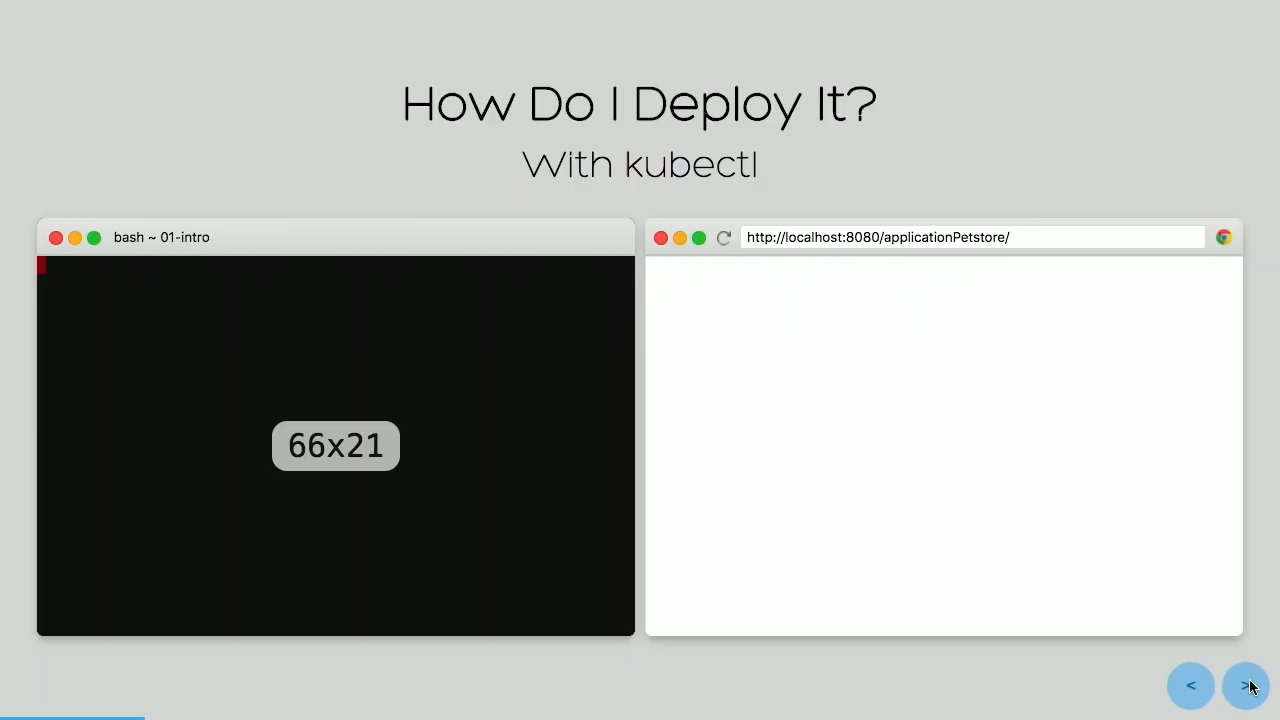 How Do I Deploy It?
With kubectl
bash ~ 01-intro
http://localhost:8080/applicationPetstore/
66x21
< >